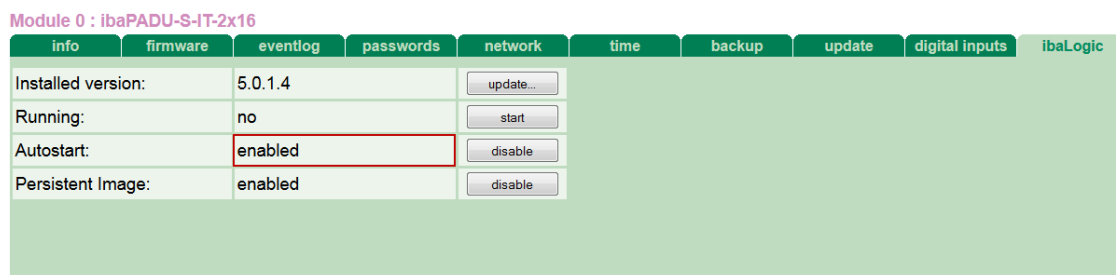 Module 0 : ibaPADU-S-IT-2x16
info firmware eventlog passwords network time backup update digital inputs ibaLogic
Installed version: 5.0.1.4 update...
Running: no start
Autostart: enabled disable
Persistent Image: enabled disable